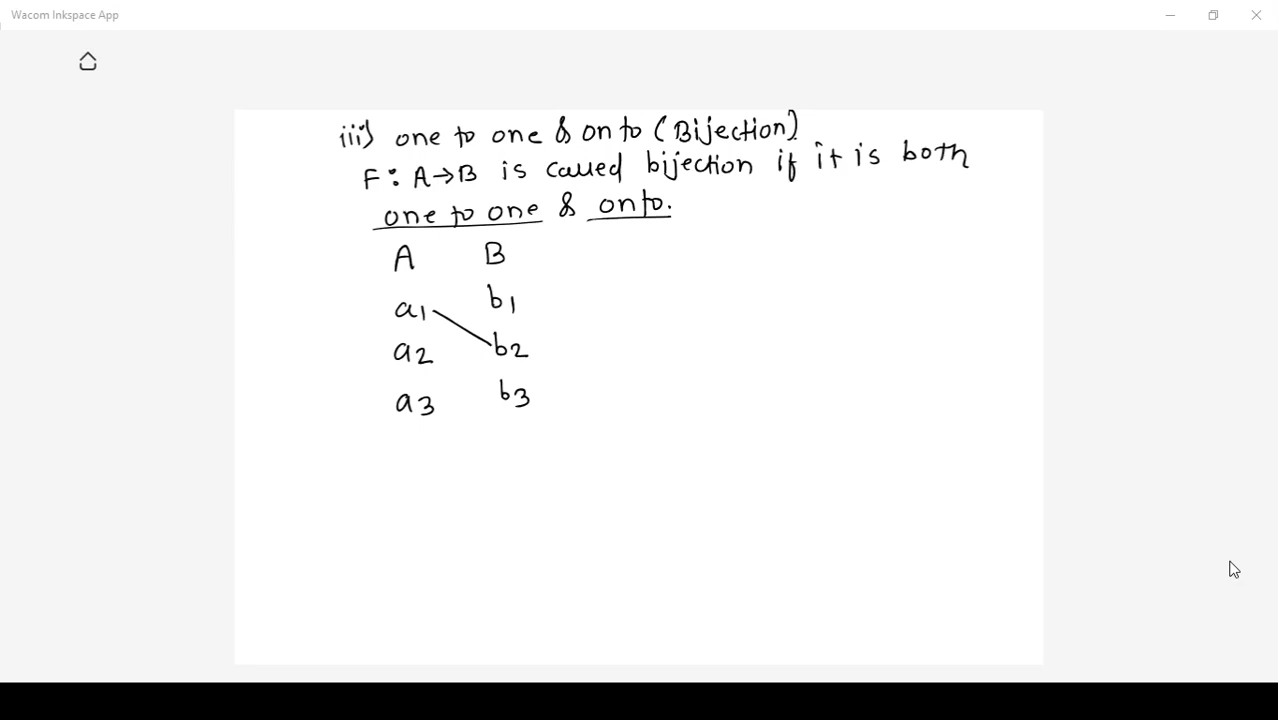 Wacom Inkspace App
iii) one to one & onto (Bijection)
F: A→B is called bijection if it is both
one to one & onto.
A B
a1 b1
a2 b2
a3 b3